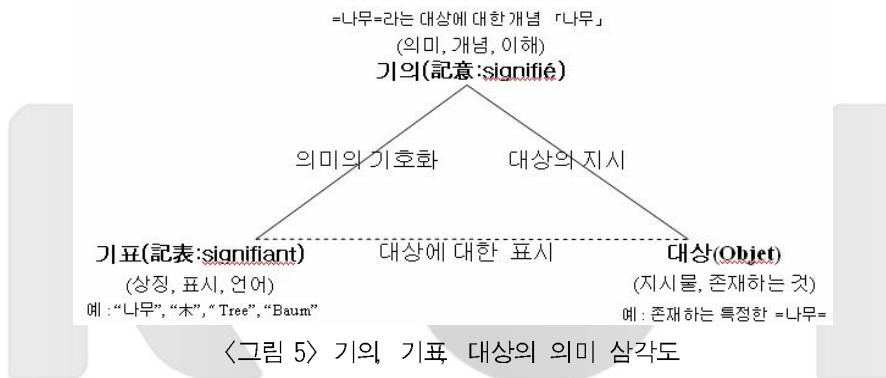 =나무=라는 대상에 대한 개념 「나무」
(의미, 개념, 이해)
기의(記意:signifié)
의미의 기호화 대상의 지시
기표(記表:signifiant) 대상에 대한 표시 대상(Objet)
(상징, 표시, 언어) (지시물, 존재하는 것)
예 : “나무”, “木”, “Tree”, “Baum” 예 : 존재하는 특정한 =나무=
〈그림 5〉 기의, 기표, 대상의 의미 삼각도